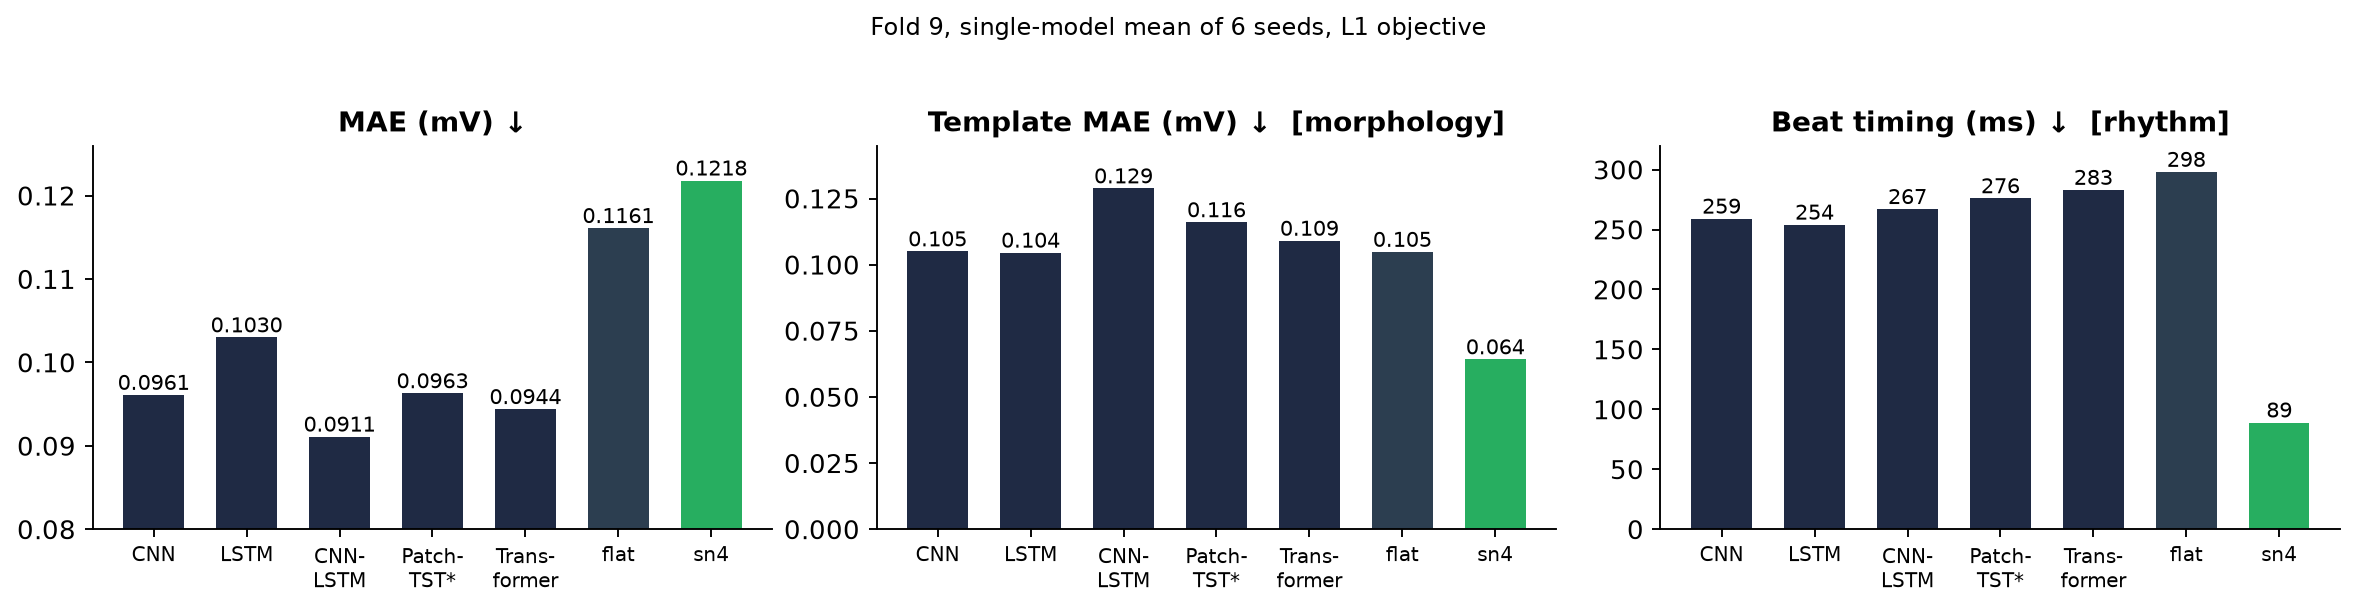 Fold 9, single-model mean of 6 seeds, L1 objective
MAE (mV) ↓
0.12
0.11
0.10
0.09
0.08
0.0961
0.1030
0.0911
0.0963
0.0944
0.1161
0.1218
CNN
LSTM
CNN-
LSTM
Patch-
TST*
Trans-
former
flat
sn4
Template MAE (mV) ↓ [morphology]
0.125
0.100
0.075
0.050
0.025
0.000
0.105
0.104
0.129
0.116
0.109
0.105
0.064
CNN
LSTM
CNN-
LSTM
Patch-
TST*
Trans-
former
flat
sn4
Beat timing (ms) ↓ [rhythm]
300
250
200
150
100
50
0
259
254
267
276
283
298
89
CNN
LSTM
CNN-
LSTM
Patch-
TST*
Trans-
former
flat
sn4